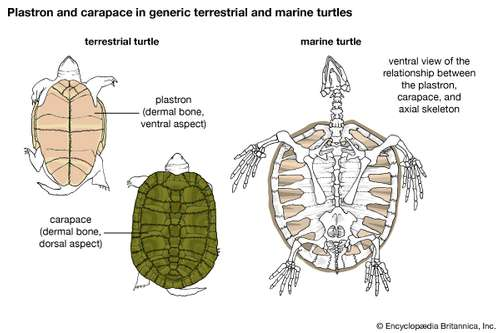 Plastron and carapace in generic terrestrial and marine turtles
terrestrial turtle
marine turtle
plastron
(dermal bone,
ventral aspect)
carapace
(dermal bone,
dorsal aspect)
ventral view of the
relationship between
the plastron,
carapace, and
axial skeleton
© Encyclopædia Britannica, Inc.